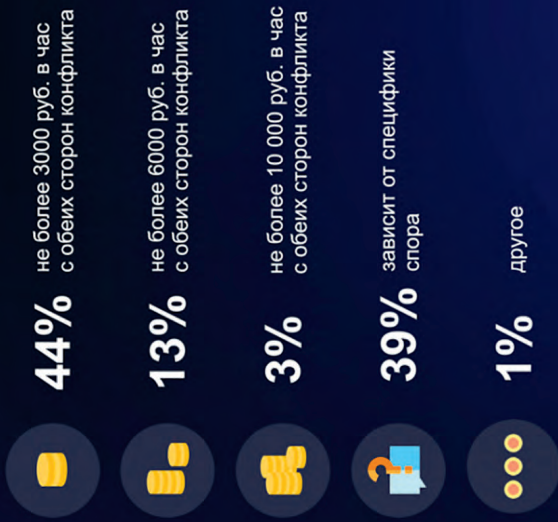 44%
не более 3000 руб. в час
с обеих сторон конфликта
13%
не более 6000 руб. в час
с обеих сторон конфликта
3%
не более 10 000 руб. в час
с обеих сторон конфликта
39%
зависит от специфики
спора
1%
другое